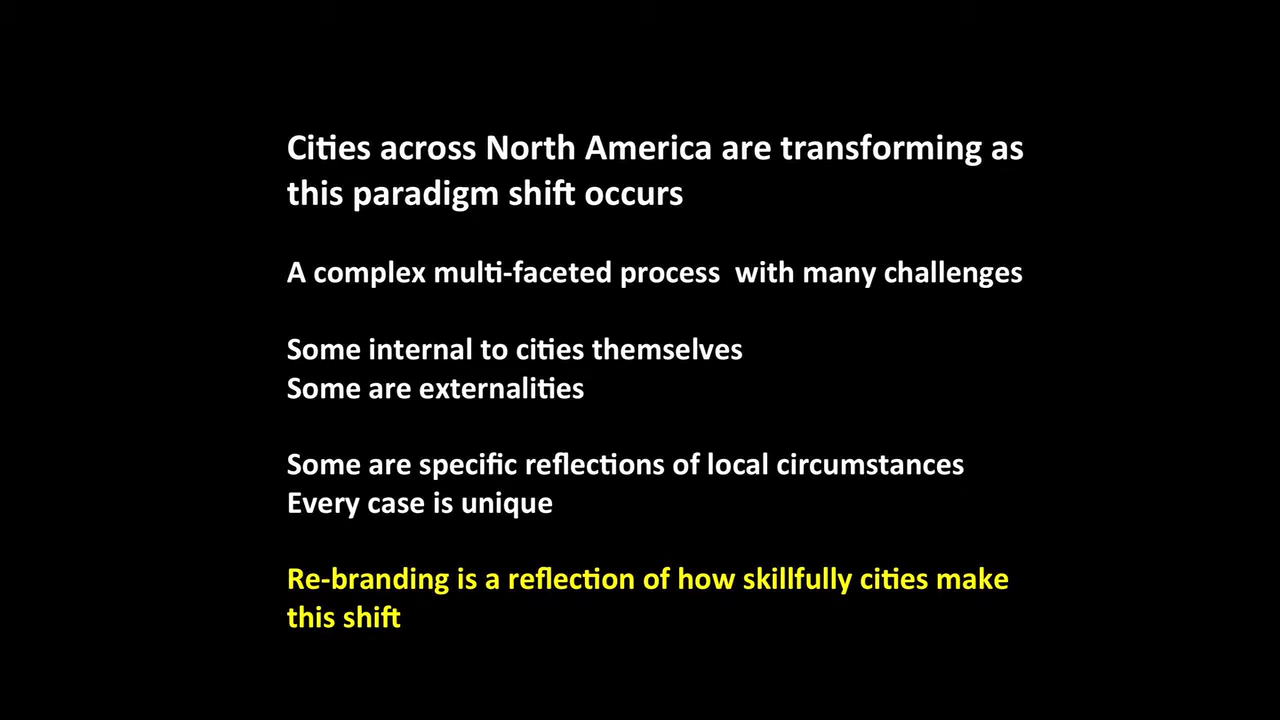 Cities across North America are transforming as
this paradigm shift occurs
A complex multi-faceted process  with many challenges
Some internal to cities themselves
Some are externalities
Some are specific reflections of local circumstances
Every case is unique
Re-branding is a reflection of how skillfully cities make
this shift